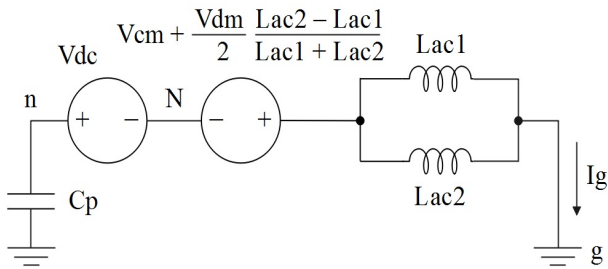 Vcm + Vdm/2 Lac2 − Lac1/Lac1 + Lac2
Vdc
Lac1
n
+ −
N
− +
Cp
Lac2
Ig
g